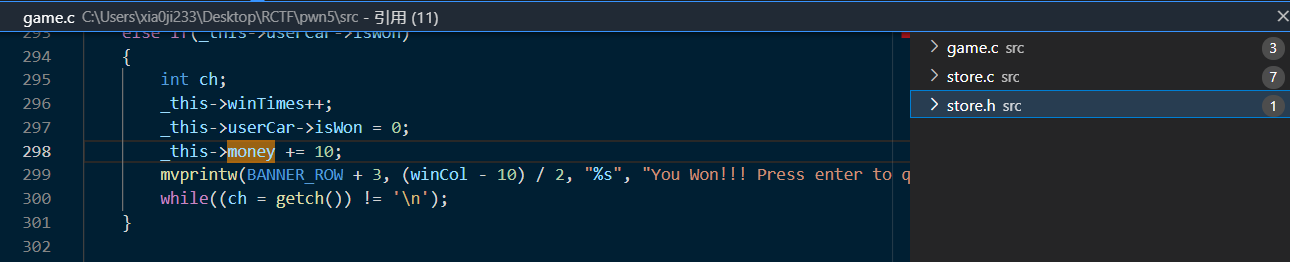 game.c C:\Users\xia0ji233\Desktop\RCTF\pwn5\src - 引用 (11)
293 else if(_this->userCar->isWon)
294 {
295 int ch;
296 _this->winTimes++;
297 _this->userCar->isWon = 0;
298 _this->money += 10;
299 mvprintw(BANNER_ROW + 3, (winCol - 10) / 2, "%s", "You Won!!! Press enter to q
300 while((ch = getch()) != '\n');
301 }
302
game.c src 3
store.c src 7
store.h src 1